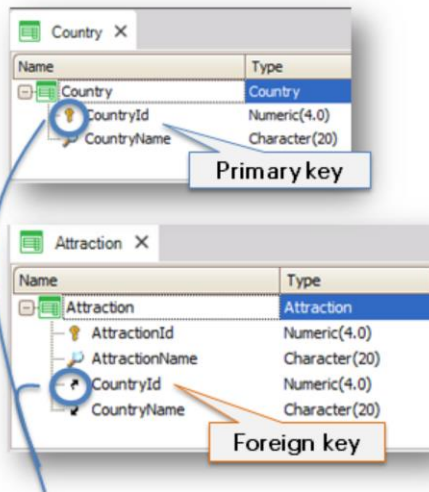 Country X
Name Type
Country Country
CountryId Numeric(4.0)
CountryName Character(20)
Primary key
Attraction X
Name Type
Attraction Attraction
AttractionId Numeric(4.0)
AttractionName Character(20)
CountryId Numeric(4.0)
CountryName Character(20)
Foreign key